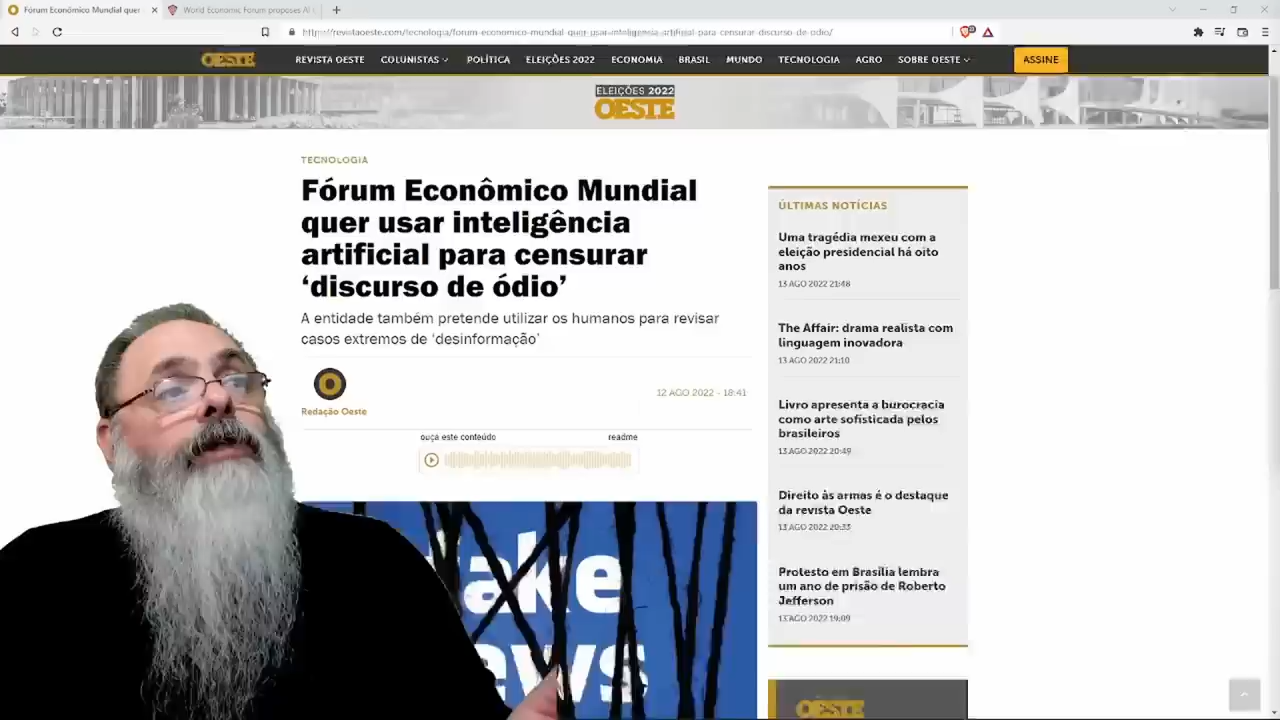 Fórum Econômico Mundial quer
World Economic Forum proposes AI
https://revistaoeste.com/tecnologia/forum-economico-mundial-quer-usar-inteligencia-artificial-para-censurar-discurso-de-odio/
OESTE
REVISTA OESTE
COLUNISTAS
POLÍTICA
ELEIÇÕES 2022
ECONOMIA
BRASIL
MUNDO
TECNOLOGIA
AGRO
SOBRE OESTE
ASSINE
ELEIÇÕES 2022
OESTE
TECNOLOGIA
Fórum Econômico Mundial
quer usar inteligência
artificial para censurar
‘discurso de ódio’
A entidade também pretende utilizar os humanos para revisar
casos extremos de ‘desinformação’
Redação Oeste
12 AGO 2022 - 18:41
ouça este conteúdo
readme
ake
ws
ÚLTIMAS NOTÍCIAS
Uma tragédia mexeu com a
eleição presidencial há oito
anos
13 AGO 2022 21:48
The Affair: drama realista com
linguagem inovadora
13 AGO 2022 21:10
Livro apresenta a burocracia
como arte sofisticada pelos
brasileiros
13 AGO 2022 20:49
Direito às armas é o destaque
da revista Oeste
13 AGO 2022 20:33
Protesto em Brasília lembra
um ano de prisão de Roberto
Jefferson
13 AGO 2022 19:09
OESTE